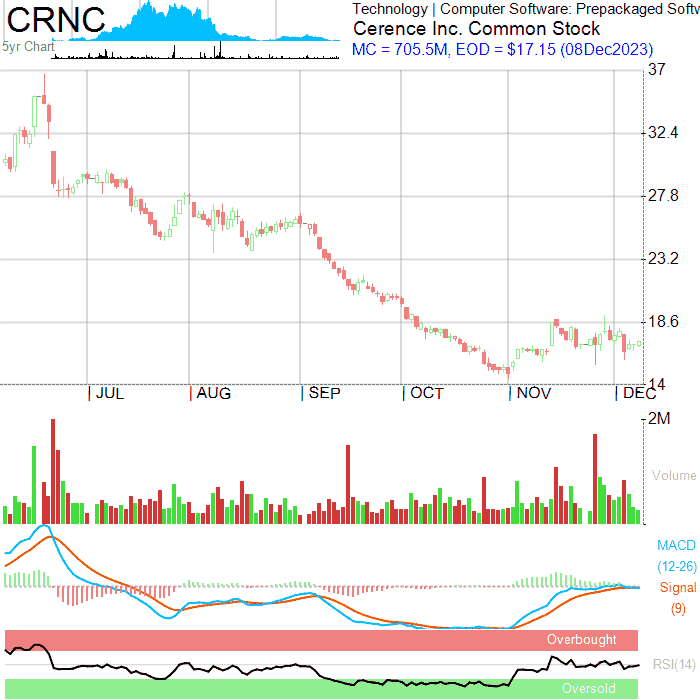 CRNC
Technology | Computer Software: Prepackaged Softw
Cerence Inc. Common Stock
5yr Chart
MC = 705.5M, EOD = $17.15 (08Dec2023)
37
32.4
27.8
23.2
18.6
14
| JUL | AUG | SEP | OCT | NOV | DEC
2M
Volume
MACD
(12-26)
Signal
(9)
Overbought
RSI(14)
Oversold